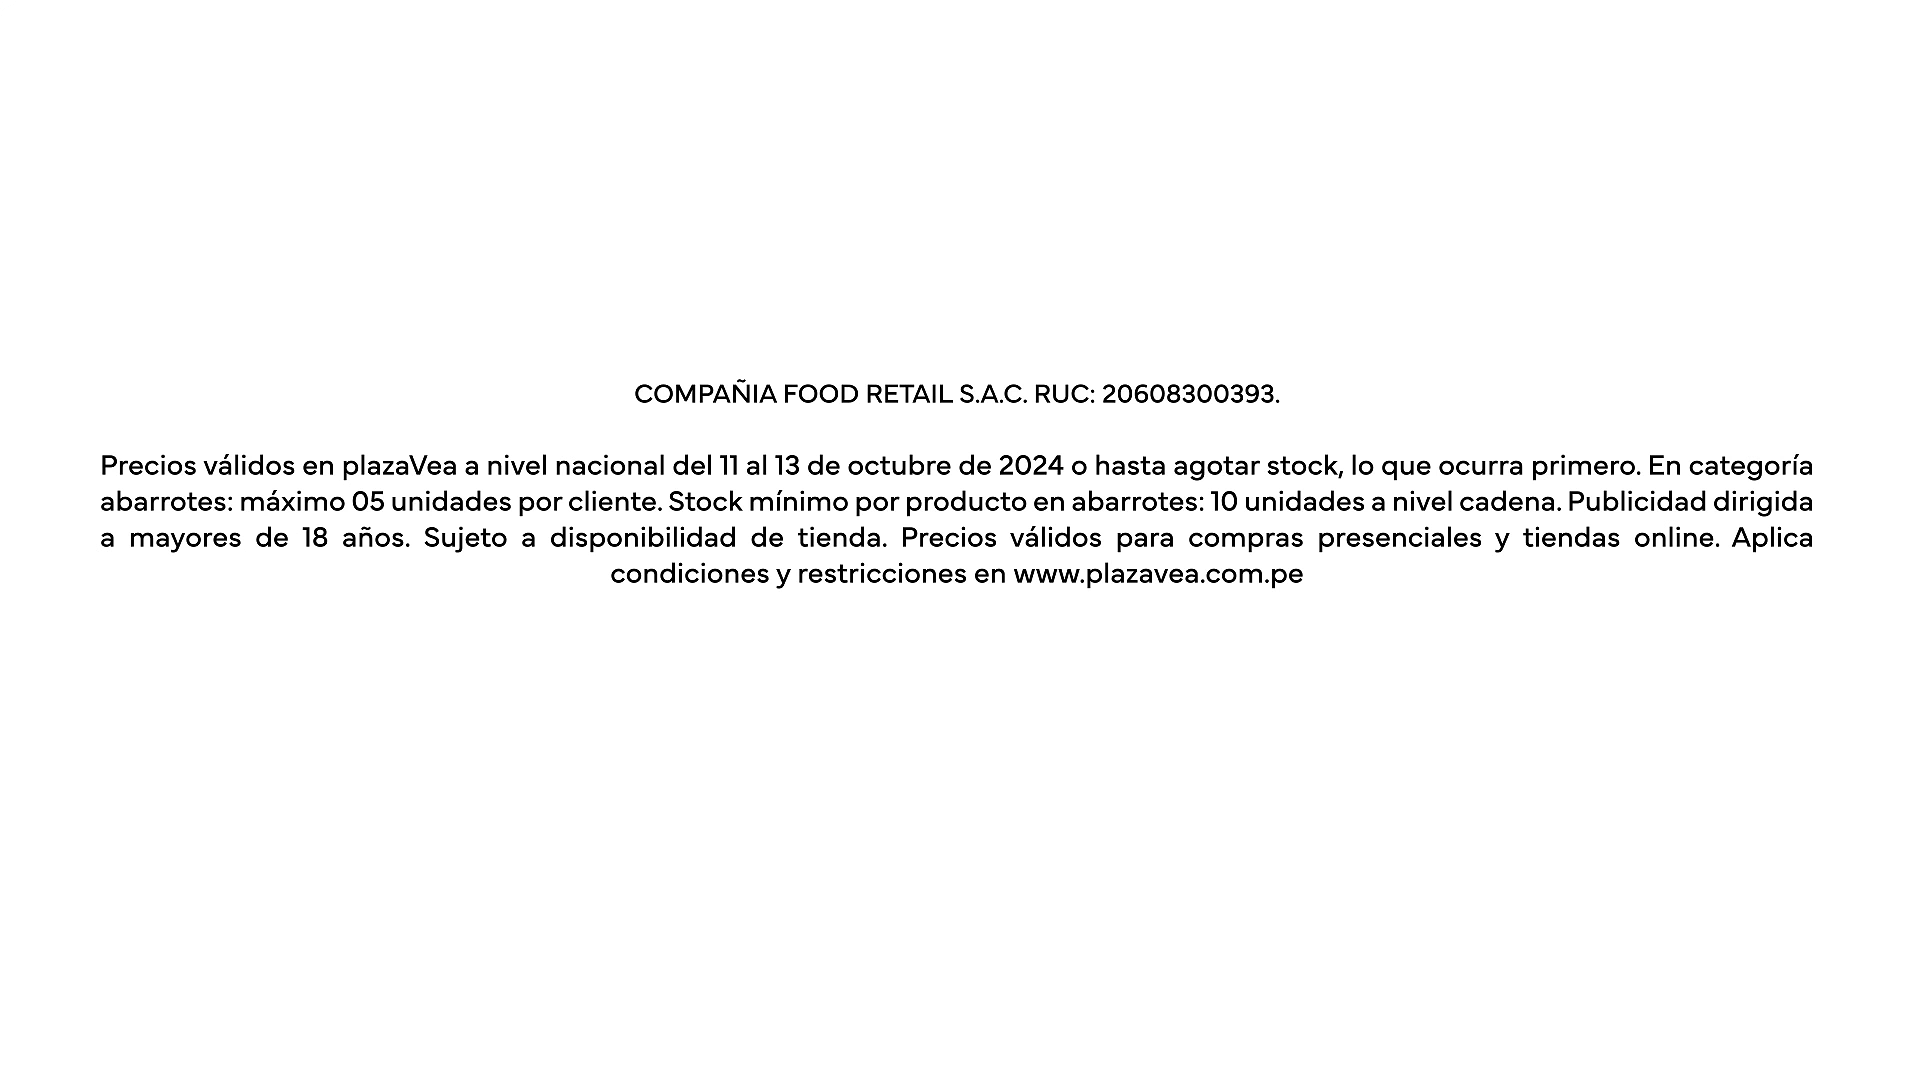 COMPAÑIA FOOD RETAIL S.A.C. RUC: 20608300393.
Precios válidos en plazaVea a nivel nacional del 11 al 13 de octubre de 2024 o hasta agotar stock, lo que ocurra primero. En categoría
abarrotes: máximo 05 unidades por cliente. Stock mínimo por producto en abarrotes: 10 unidades a nivel cadena. Publicidad dirigida
a mayores de 18 años. Sujeto a disponibilidad de tienda. Precios válidos para compras presenciales y tiendas online. Aplica
condiciones y restricciones en www.plazavea.com.pe